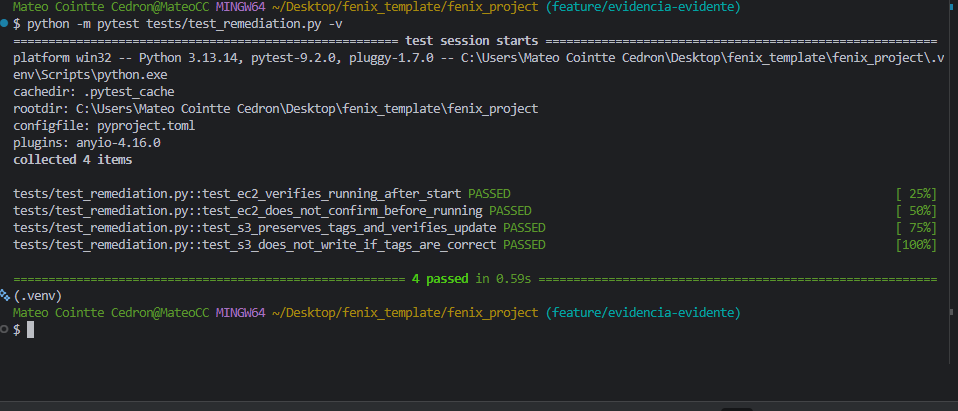 Mateo Cointte Cedron@MateoCC MINGW64 ~/Desktop/fenix_template/fenix_project (feature/evidencia-evidente)
$ python -m pytest tests/test_remediation.py -v
======================================================= test session starts ========================================================
platform win32 -- Python 3.13.14, pytest-9.2.0, pluggy-1.7.0 -- C:\Users\Mateo Cointte Cedron\Desktop\fenix_template\fenix_project\.v
env\Scripts\python.exe
cachedir: .pytest_cache
rootdir: C:\Users\Mateo Cointte Cedron\Desktop\fenix_template\fenix_project
configfile: pyproject.toml
plugins: anyio-4.16.0
collected 4 items
tests/test_remediation.py::test_ec2_verifies_running_after_start PASSED [ 25%]
tests/test_remediation.py::test_ec2_does_not_confirm_before_running PASSED [ 50%]
tests/test_remediation.py::test_s3_preserves_tags_and_verifies_update PASSED [ 75%]
tests/test_remediation.py::test_s3_does_not_write_if_tags_are_correct PASSED [100%]
======================================================== 4 passed in 0.59s =========================================================
(.venv)
Mateo Cointte Cedron@MateoCC MINGW64 ~/Desktop/fenix_template/fenix_project (feature/evidencia-evidente)
$